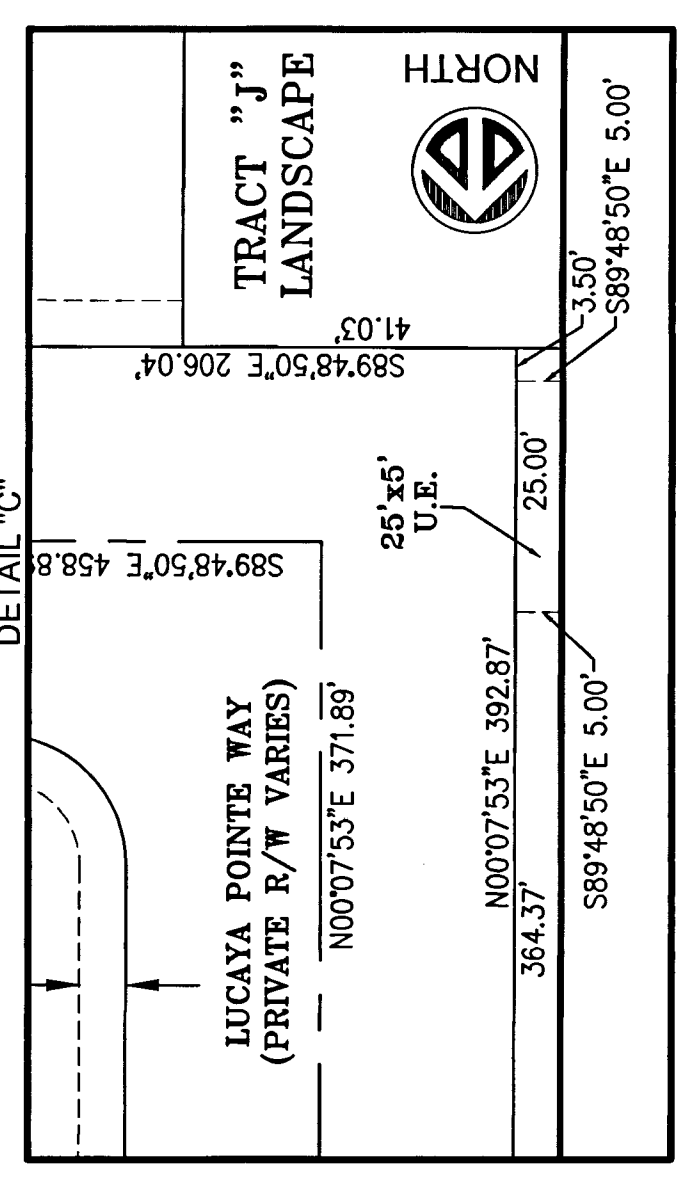 DETAIL "C"
TRACT "J"
LANDSCAPE
NORTH
41.03'
S89°48'50"E 206.04'
3.50'
S89°48'50"E 5.00'
25'x5'
U.E.
25.00'
S89°48'50"E 458.8
LUCAYA POINTE WAY
(PRIVATE R/W VARIES)
N00°07'53"E 371.89'
N00°07'53"E 392.87'
364.37'
S89°48'50"E 5.00'